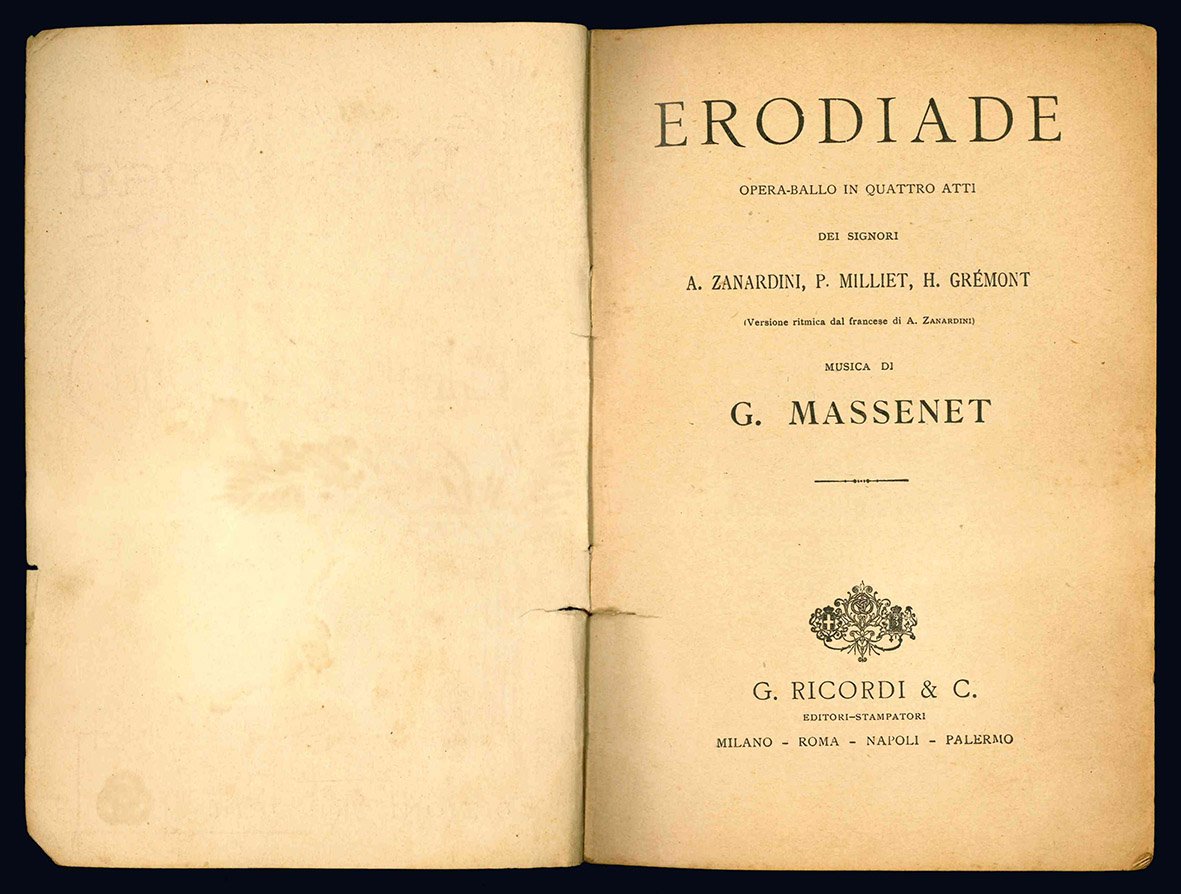 ERODIADE
OPERA-BALLO IN QUATTRO ATTI
DEI SIGNORI
A. ZANARDINI, P. MILLIET, H. GRÉMONT
(Versione ritmica dal francese di A. ZANARDINI)
MUSICA DI
G. MASSENET
G. RICORDI & C.
EDITORI-STAMPATORI
MILANO - ROMA - NAPOLI - PALERMO